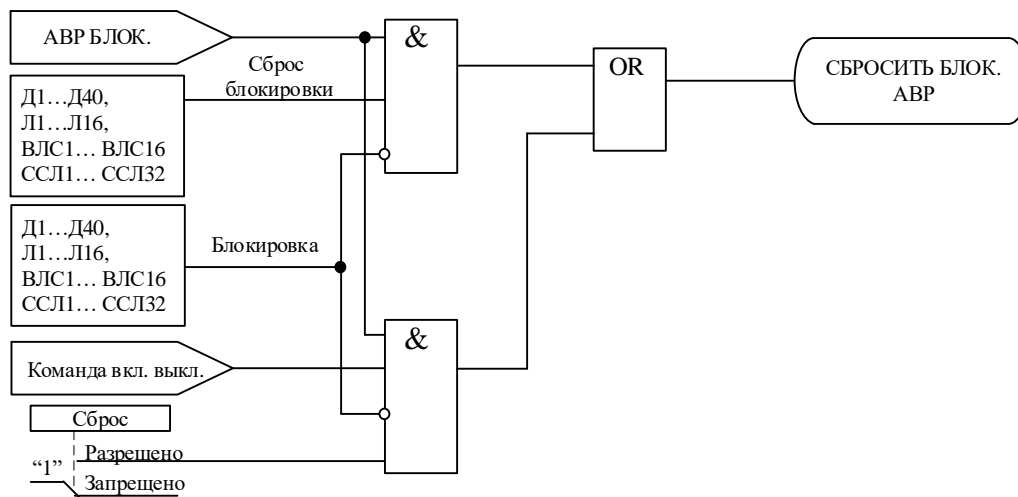 АВР БЛОК.
&
Сброс
блокировки
OR
СБРОСИТЬ БЛОК.
АВР
Д1…Д40,
Л1…Л16,
ВЛС1… ВЛС16
ССЛ1… ССЛ32
Д1…Д40,
Л1…Л16,
ВЛС1… ВЛС16
ССЛ1… ССЛ32
Блокировка
&
Команда вкл. выкл.
Сброс
Разрешено
“1”
Запрещено